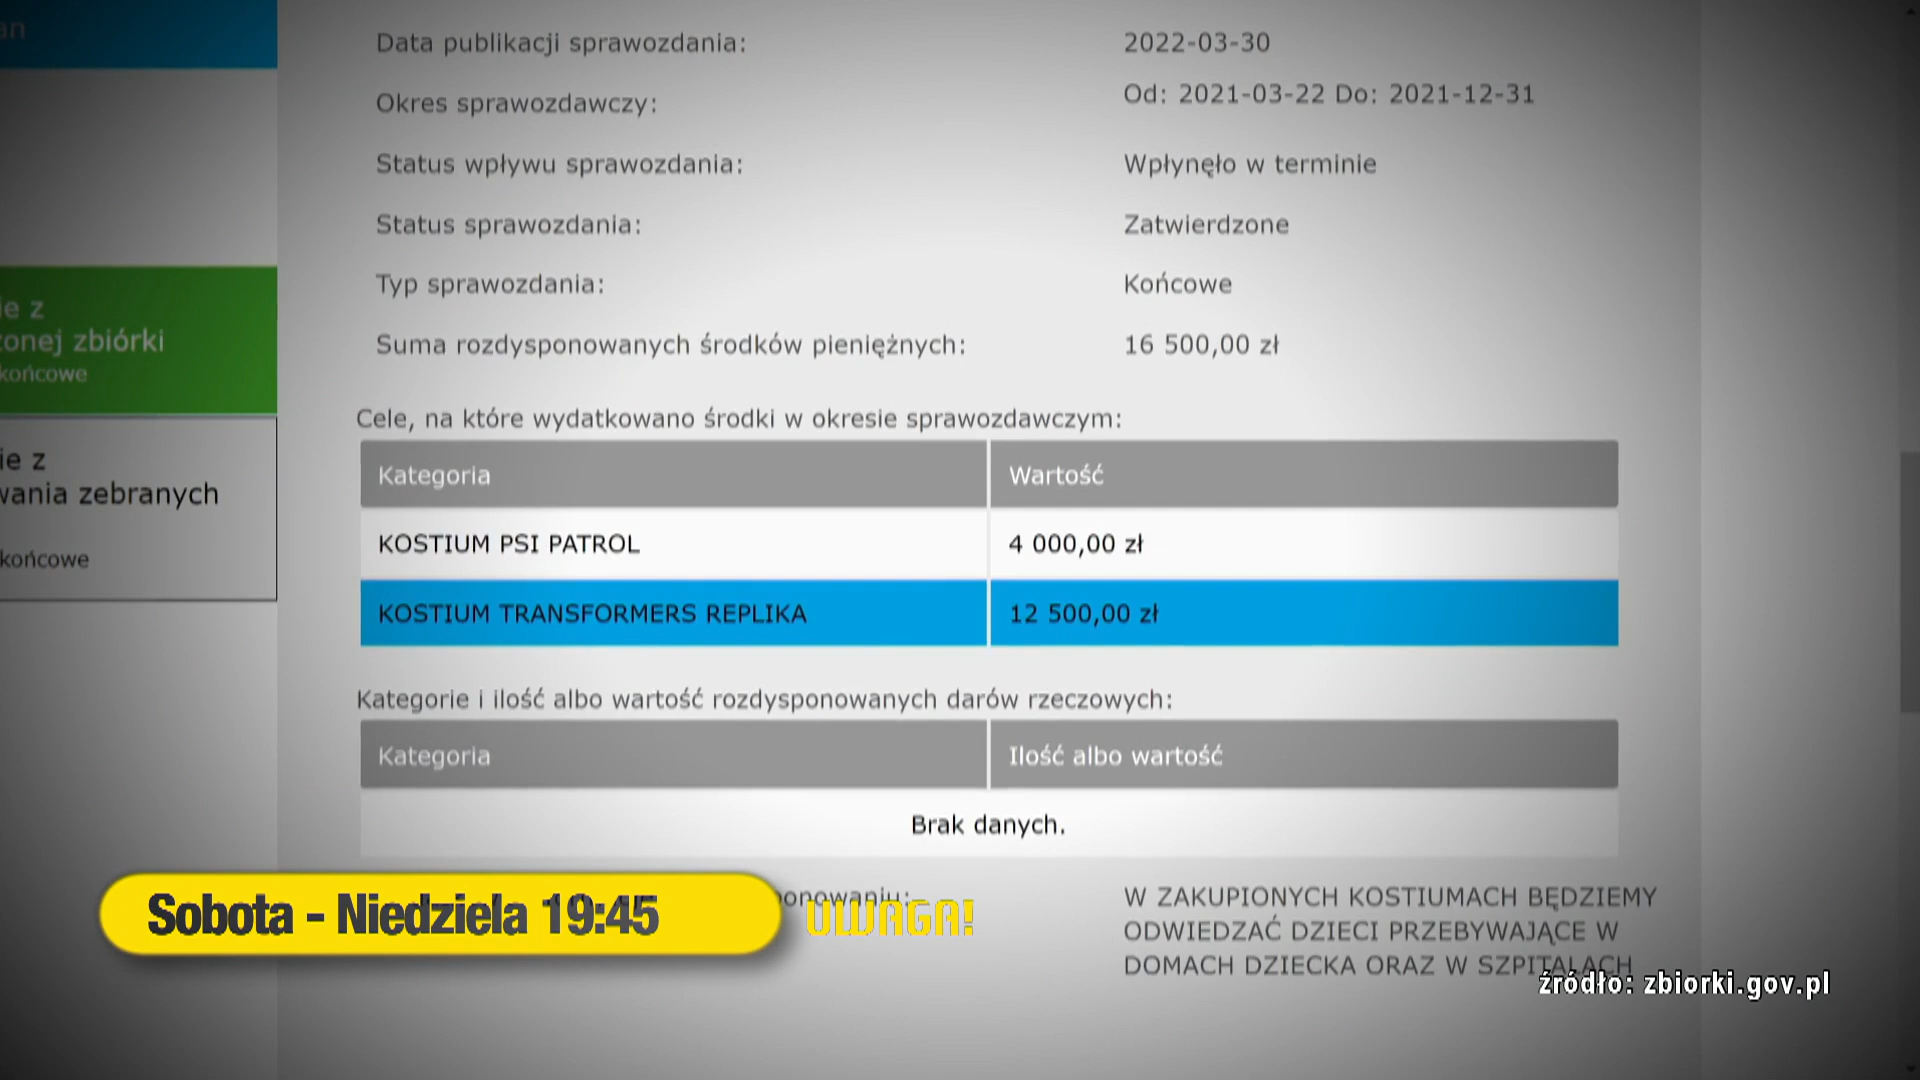 Data publikacji sprawozdania: 2022-03-30
Okres sprawozdawczy: Od: 2021-03-22 Do: 2021-12-31
Status wpływu sprawozdania: Wpłynęło w terminie
Status sprawozdania: Zatwierdzone
Typ sprawozdania: Końcowe
Suma rozdysponowanych środków pieniężnych: 16 500,00 zł
ie z
zonej zbiórki
końcowe
ie z
wania zebranych
końcowe
Cele, na które wydatkowano środki w okresie sprawozdawczym:
Kategoria Wartość
KOSTIUM PSI PATROL 4 000,00 zł
KOSTIUM TRANSFORMERS REPLIKA 12 500,00 zł
Kategorie i ilość albo wartość rozdysponowanych darów rzeczowych:
Kategoria Ilość albo wartość
Brak danych.
W ZAKUPIONYCH KOSTIUMACH BĘDZIEMY
ODWIEDZAĆ DZIECI PRZEBYWAJĄCE W
DOMACH DZIECKA ORAZ W SZPITALACH
Sobota - Niedziela 19:45 UWAGA!
źródło: zbiorki.gov.pl